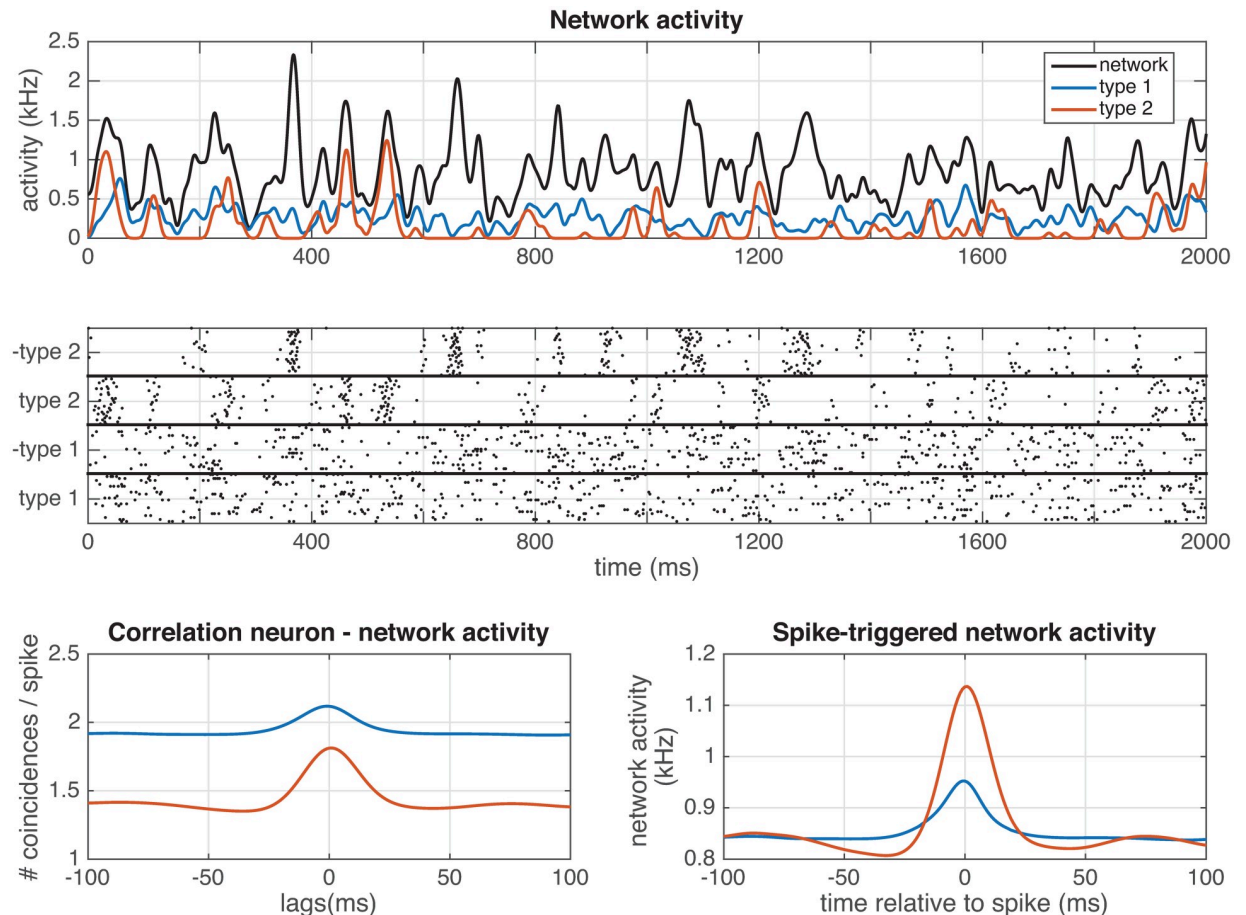 Network activity
activity (kHz)
2.5
2
1.5
1
0.5
0
network
type 1
type 2
0 400 800 1200 1600 2000
-type 2
type 2
-type 1
type 1
0 400 800 1200 1600 2000
time (ms)
Correlation neuron - network activity
# coincidences / spike
2.5
2
1.5
1
-100 -50 0 50 100
lags(ms)
Spike-triggered network activity
network activity
(kHz)
1.2
1.1
1
0.9
0.8
-100 -50 0 50 100
time relative to spike (ms)